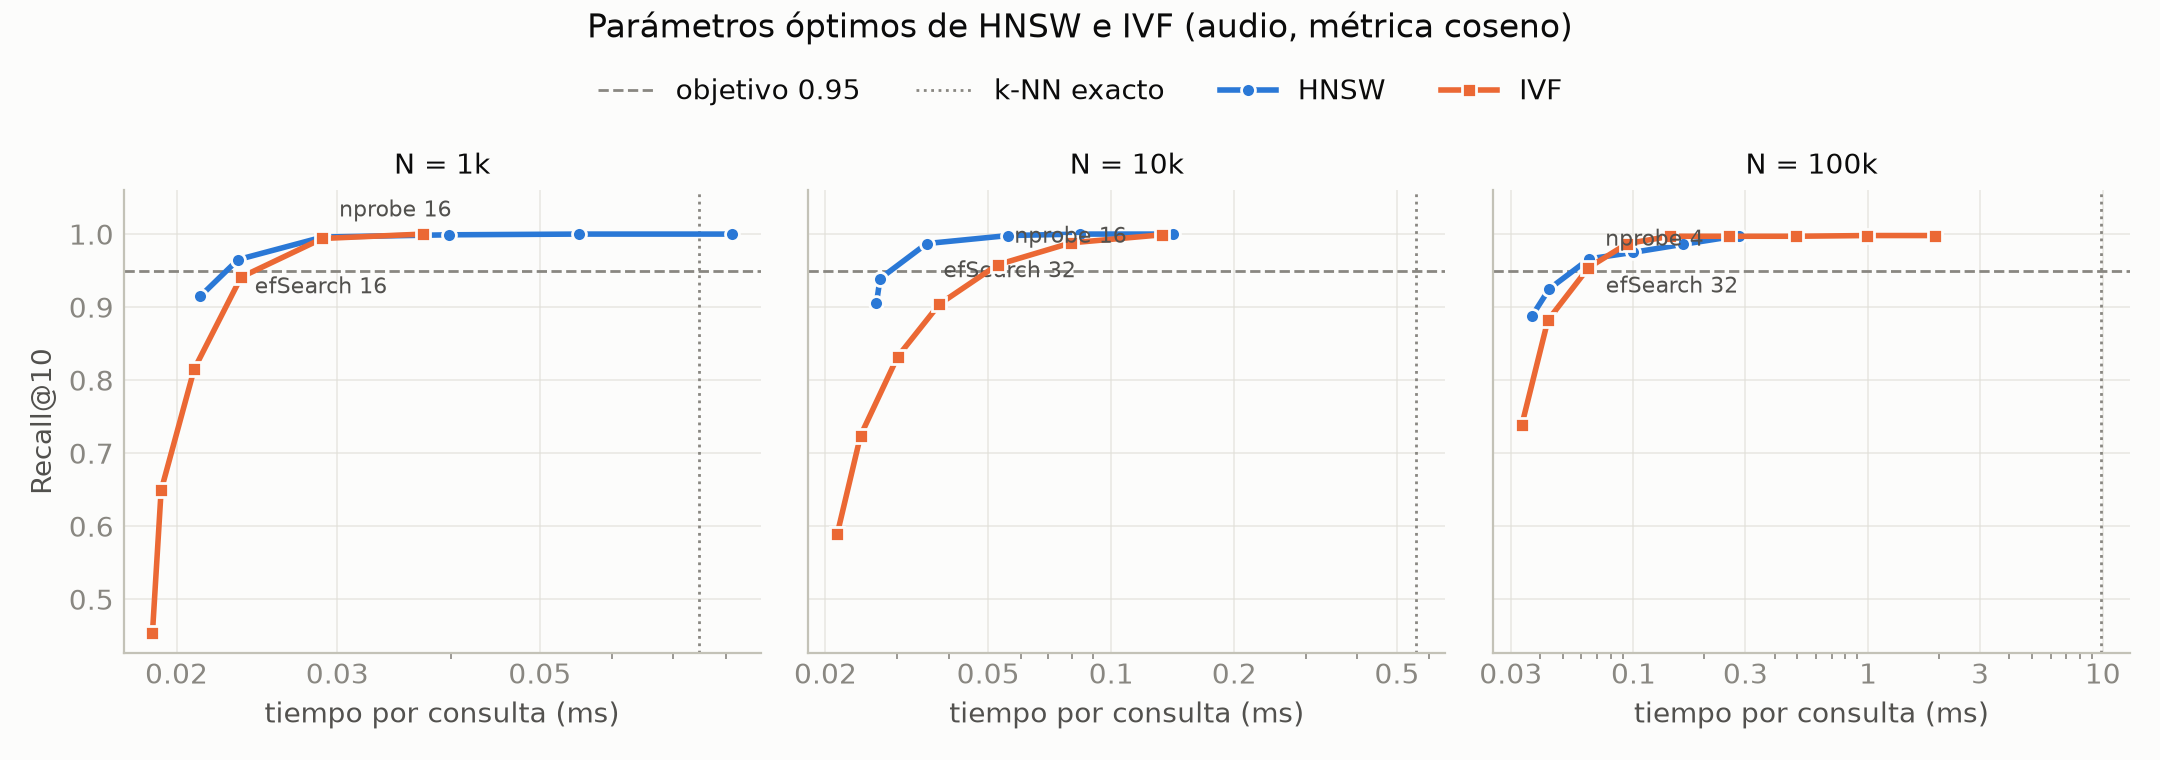 Parámetros óptimos de HNSW e IVF (audio, métrica coseno)
objetivo 0.95
k-NN exacto
HNSW
IVF
N = 1k
N = 10k
N = 100k
Recall@10
1.0
0.9
0.8
0.7
0.6
0.5
nprobe 16
efSearch 16
nprobe 16
efSearch 32
nprobe 4
efSearch 32
0.02 0.03 0.05
0.02 0.05 0.1 0.2 0.5
0.03 0.1 0.3 1 3 10
tiempo por consulta (ms)
tiempo por consulta (ms)
tiempo por consulta (ms)